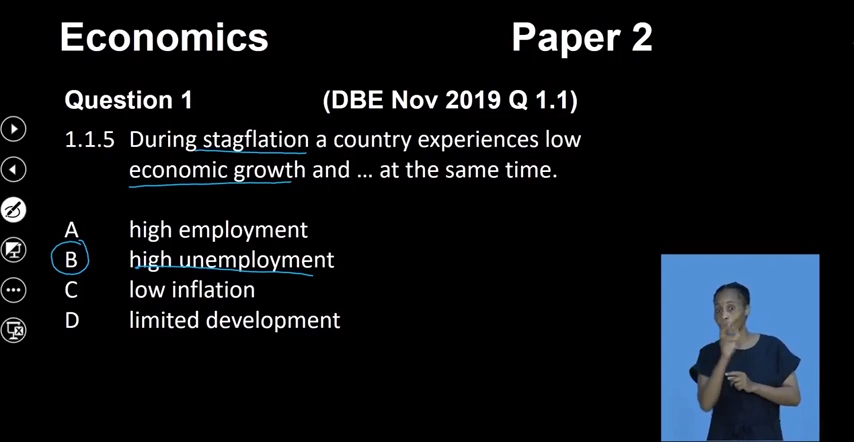 Economics Paper 2
Question 1 (DBE Nov 2019 Q 1.1)
1.1.5 During stagflation a country experiences low
economic growth and ... at the same time.
A high employment
B high unemployment
C low inflation
D limited development